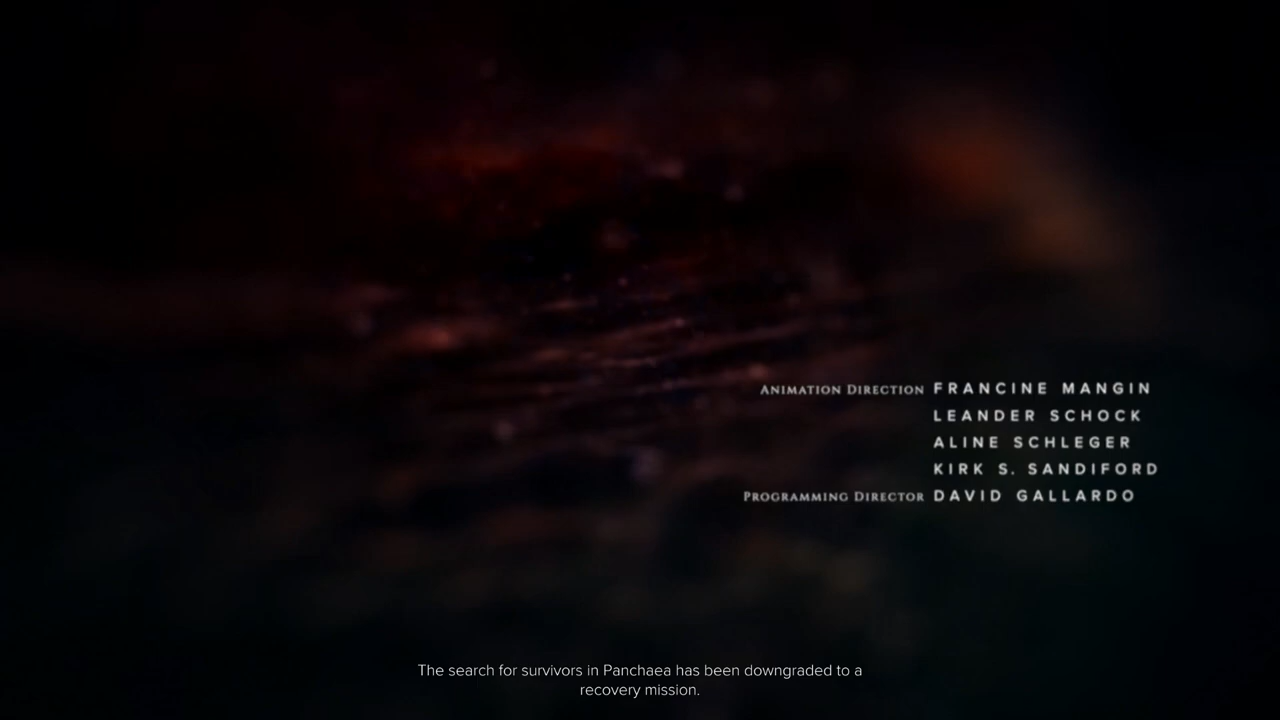 ANIMATION DIRECTION FRANCINE MANGIN
LEANDER SCHOCK
ALINE SCHLEGER
KIRK S. SANDIFORD
PROGRAMMING DIRECTOR DAVID GALLARDO
The search for survivors in Panchaea has been downgraded to a
recovery mission.